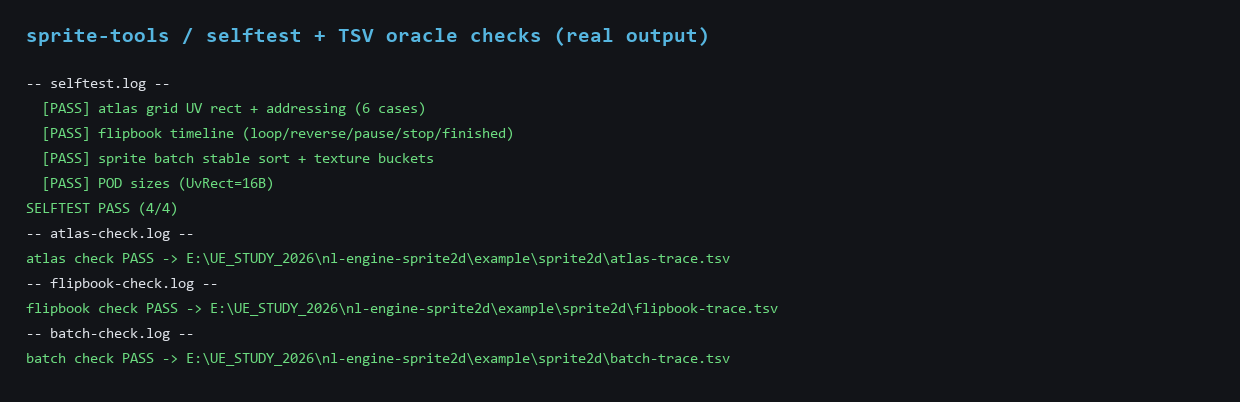 sprite-tools / selftest + TSV oracle checks (real output)
-- selftest.log --
[PASS] atlas grid UV rect + addressing (6 cases)
[PASS] flipbook timeline (loop/reverse/pause/stop/finished)
[PASS] sprite batch stable sort + texture buckets
[PASS] POD sizes (UvRect=16B)
SELFTEST PASS (4/4)
-- atlas-check.log --
atlas check PASS -> E:\UE_STUDY_2026\nl-engine-sprite2d\example\sprite2d\atlas-trace.tsv
-- flipbook-check.log --
flipbook check PASS -> E:\UE_STUDY_2026\nl-engine-sprite2d\example\sprite2d\flipbook-trace.tsv
-- batch-check.log --
batch check PASS -> E:\UE_STUDY_2026\nl-engine-sprite2d\example\sprite2d\batch-trace.tsv